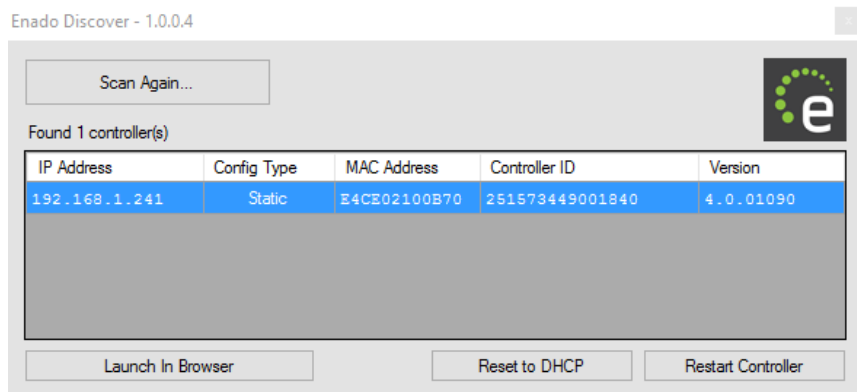 Enado Discover - 1.0.0.4
x
Scan Again...
e
Found 1 controller(s)
IP Address Config Type MAC Address Controller ID Version
192.168.1.241 Static E4CE02100B70 251573449001840 4.0.01090
Launch In Browser Reset to DHCP Restart Controller